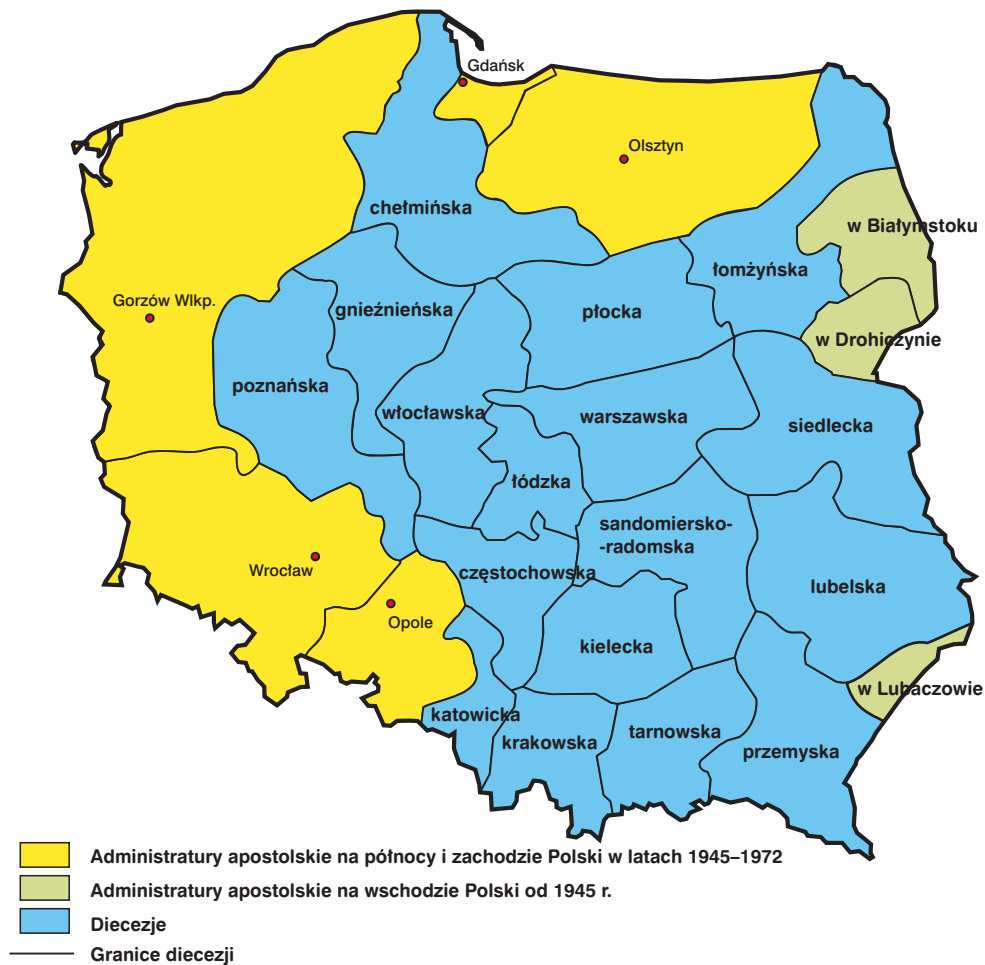 Gdańsk
Olsztyn
chełmińska
w Białymstoku
łomżyńska
Gorzów Wlkp.
gnieźnieńska
płocka
w Drohiczynie
poznańska
włocławska
warszawska
siedlecka
łódzka
sandomiersko-
-radomska
Wrocław
częstochowska
lubelska
Opole
kielecka
w Lubaczowie
katowicka
krakowska
tarnowska
przemyska
Administratury apostolskie na północy i zachodzie Polski w latach 1945–1972
Administratury apostolskie na wschodzie Polski od 1945 r.
Diecezje
Granice diecezji